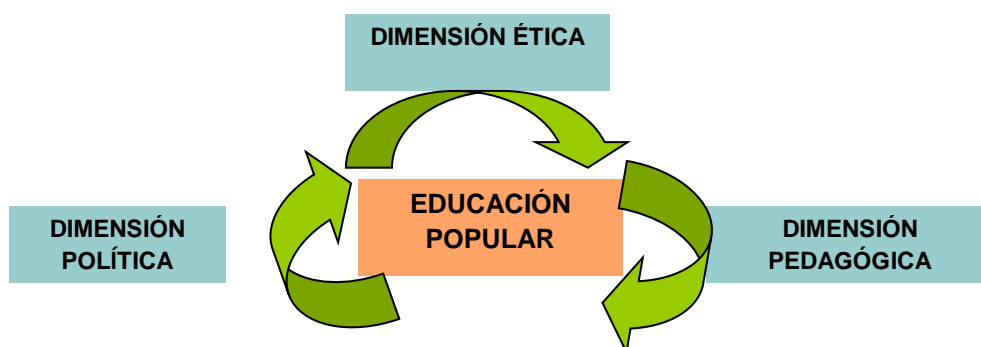 DIMENSIÓN ÉTICA
EDUCACIÓN
POPULAR
DIMENSIÓN
POLÍTICA
DIMENSIÓN
PEDAGÓGICA